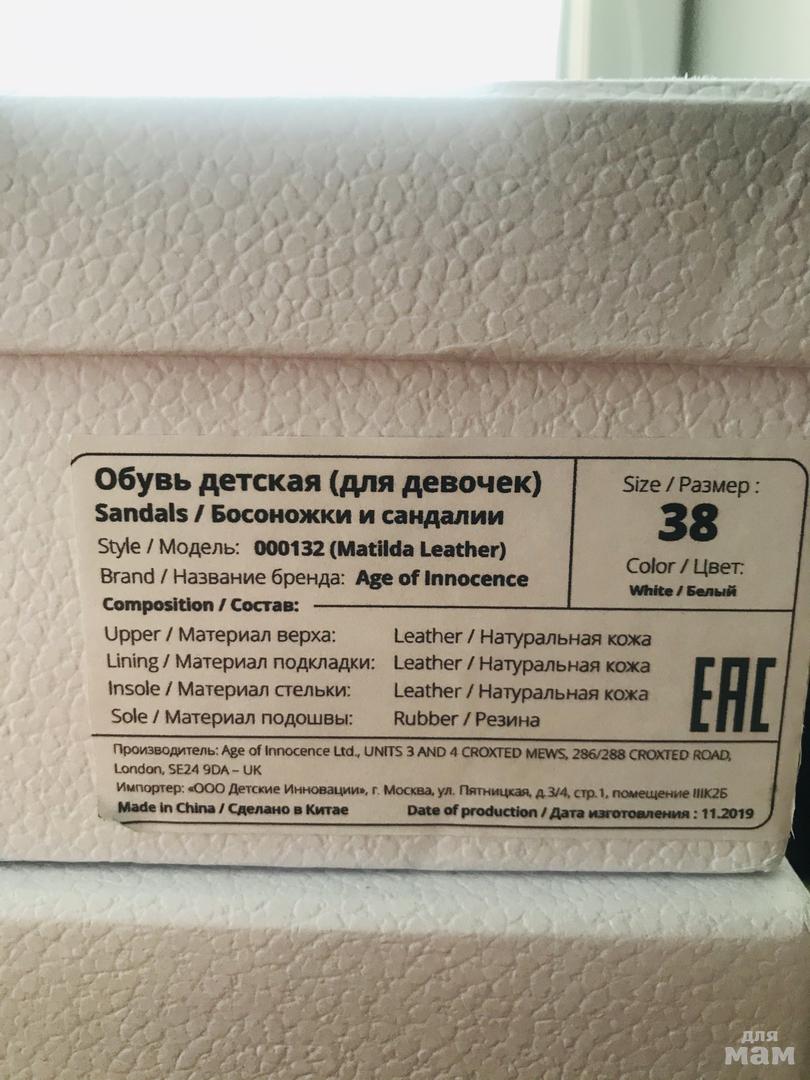 Обувь детская (для девочек)
Sandals / Босоножки и сандалии
Style / Модель: 000132 (Matilda Leather)
Brand / Название бренда: Age of Innocence
Size / Размер :
38
Color / Цвет:
White / Белый
Composition / Состав:
Upper / Материал верха: Leather / Натуральная кожа
Lining / Материал подкладки: Leather / Натуральная кожа
Insole / Материал стельки: Leather / Натуральная кожа
Sole / Материал подошвы: Rubber / Резина
EAC
Производитель: Age of Innocence Ltd., UNITS 3 AND 4 CROXTED MEWS, 286/288 CROXTED ROAD,
London, SE24 9DA – UK
Импортер: «ООО Детские Инновации», г. Москва, ул. Пятницкая, д.3/4, стр.1, помещение IIIК2Б
Made in China / Сделано в Китае Date of production / Дата изготовления : 11.2019
для
мам